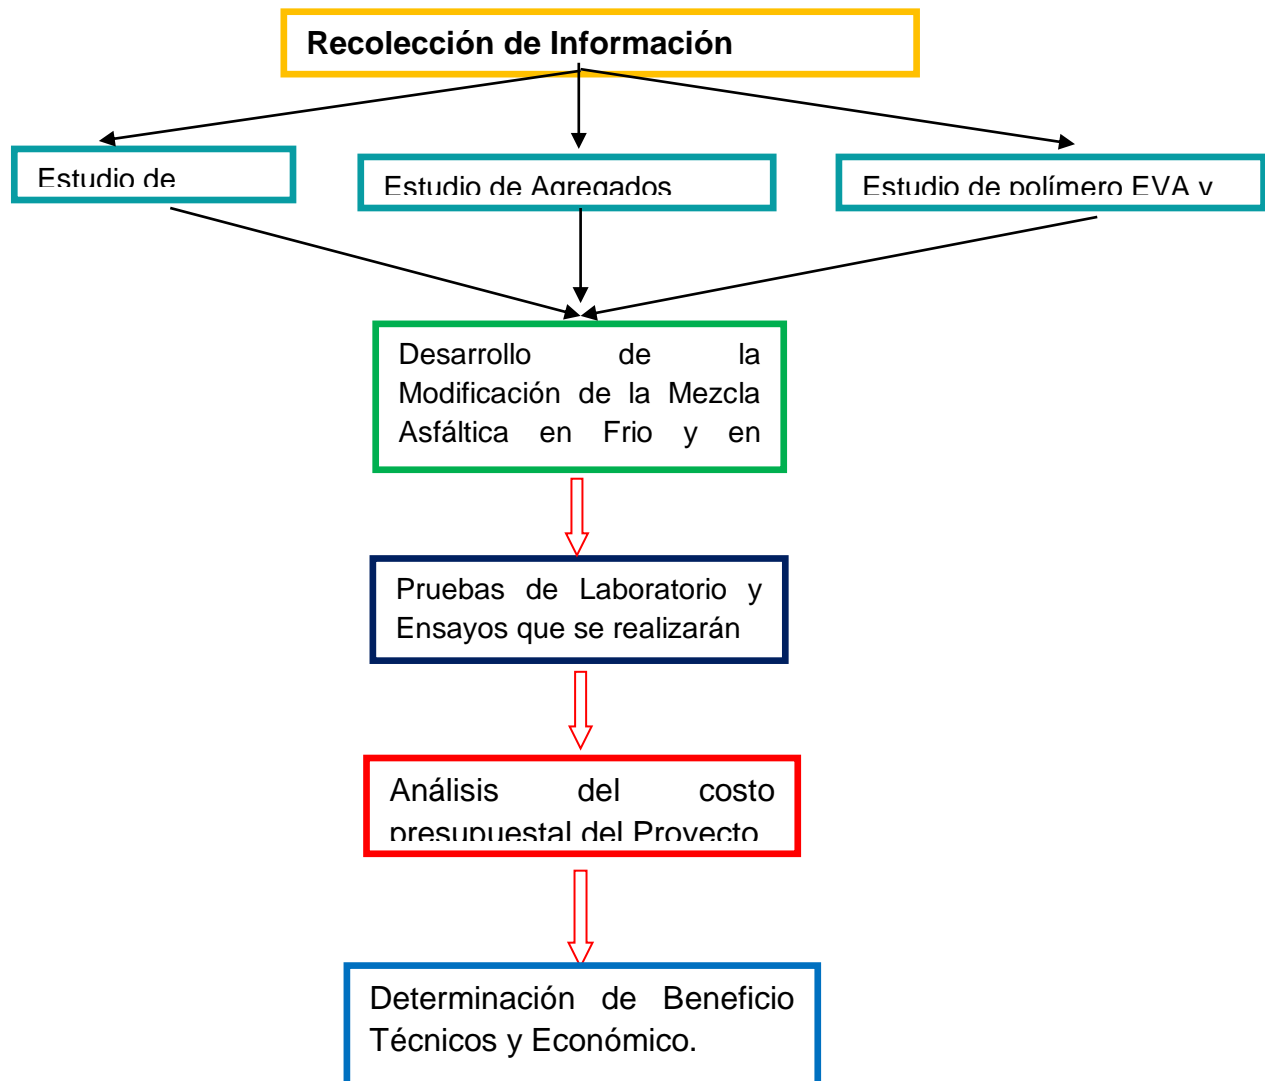 Recolección de Información
Estudio de
Estudio de Agregados
Estudio de polímero EVA y
Desarrollo de la
Modificación de la Mezcla
Asfáltica en Frio y en
Pruebas de Laboratorio y
Ensayos que se realizarán
Análisis del costo
presupuestal del Proyecto
Determinación de Beneficio
Técnicos y Económico.